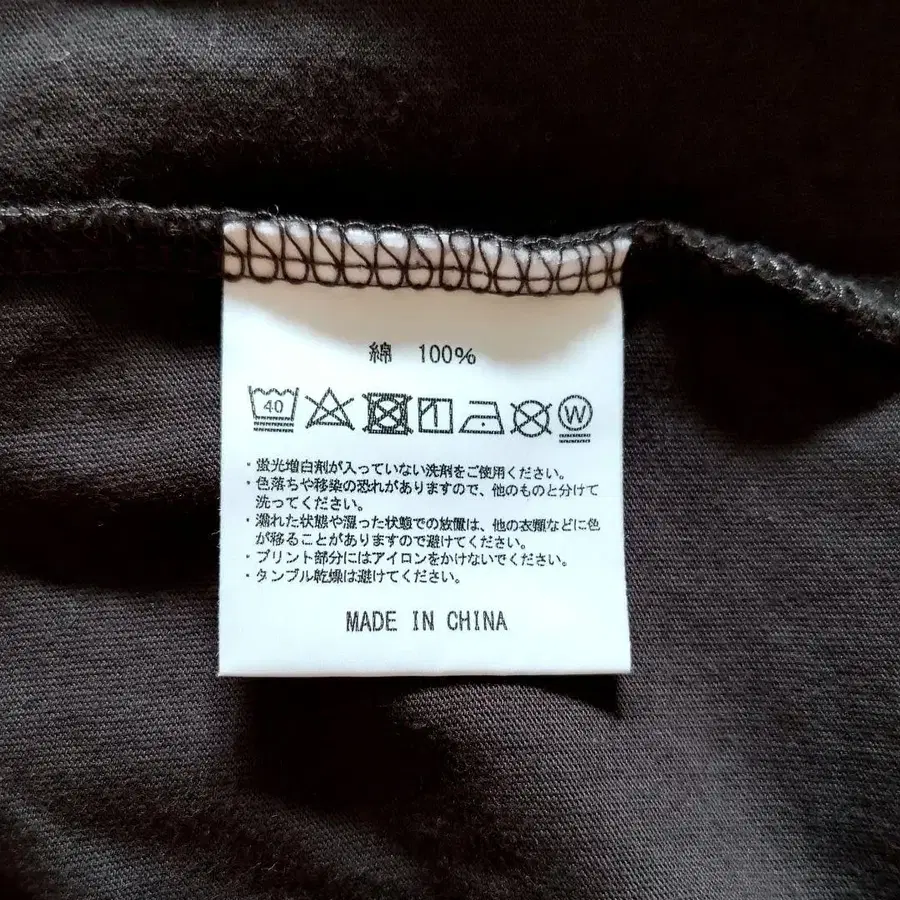 綿 100%
40 W
・蛍光増白剤が入っていない洗剤をご使用ください。
・色落ちや移染の恐れがありますので、他のものと分けて
洗ってください。
・濡れた状態や湿った状態での放置は、他の衣類などに色
が移ることがありますので避けてください。
・プリント部分にはアイロンをかけないでください。
・タンブル乾燥は避けてください。
MADE IN CHINA